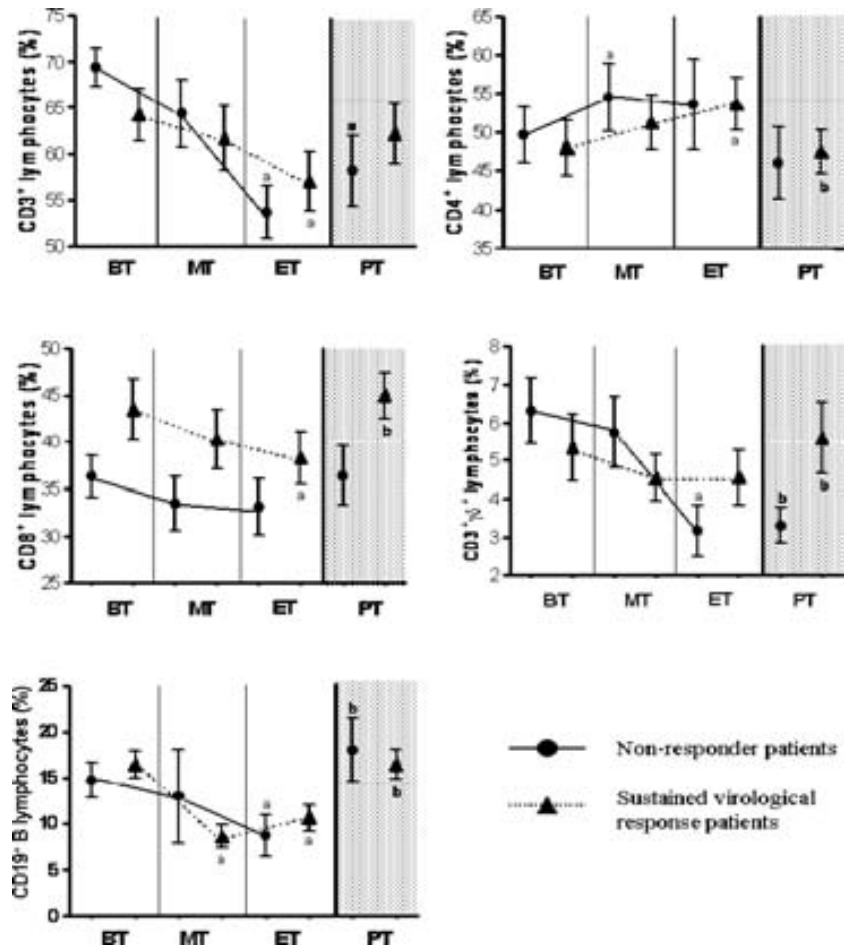 CD3⁺ lymphocytes (%)
75
70
65
60
55
50
a
a
a
BT MT ET PT
CD4⁺ lymphocytes (%)
65
60
55
50
45
40
35
a
a
b
BT MT ET PT
CD8⁺ lymphocytes (%)
50
45
40
35
30
25
a
b
BT MT ET PT
lymphocytes (%)
8
7
6
5
4
3
2
a
b
b
BT MT ET PT
CD19⁺ B lymphocytes (%)
25
20
15
10
5
0
a
a
a
b
b
BT MT ET PT
Non-responder patients
Sustained virological
response patients